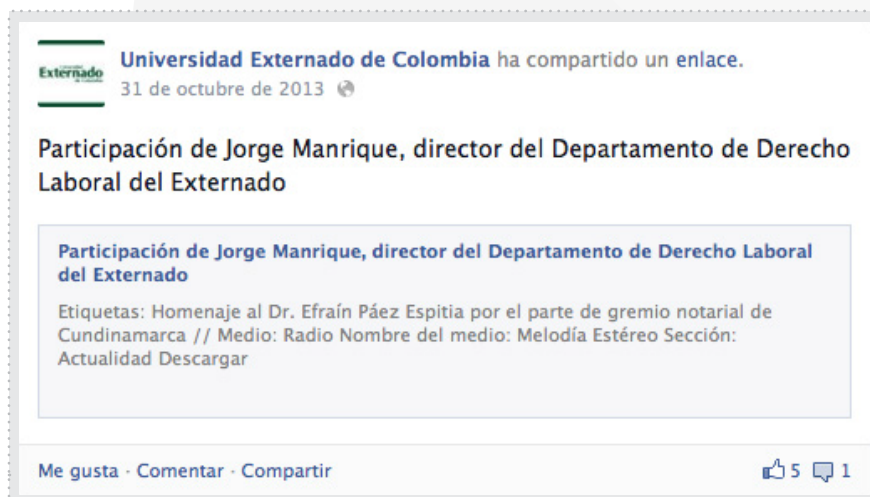 Externado
Universidad Externado de Colombia ha compartido un enlace.
31 de octubre de 2013
Participación de Jorge Manrique, director del Departamento de Derecho
Laboral del Externado
Participación de Jorge Manrique, director del Departamento de Derecho Laboral
del Externado
Etiquetas: Homenaje al Dr. Efraín Páez Espitia por el parte de gremio notarial de
Cundinamarca // Medio: Radio Nombre del medio: Melodía Estéreo Sección:
Actualidad Descargar
Me gusta · Comentar · Compartir 5 1